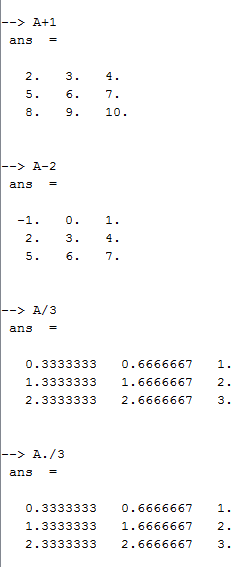 --> A+1
ans  =
2.   3.   4.
5.   6.   7.
8.   9.   10.
--> A-2
ans  =
-1.   0.   1.
2.   3.   4.
5.   6.   7.
--> A/3
ans  =
0.3333333   0.6666667   1.
1.3333333   1.6666667   2.
2.3333333   2.6666667   3.
--> A./3
ans  =
0.3333333   0.6666667   1.
1.3333333   1.6666667   2.
2.3333333   2.6666667   3.